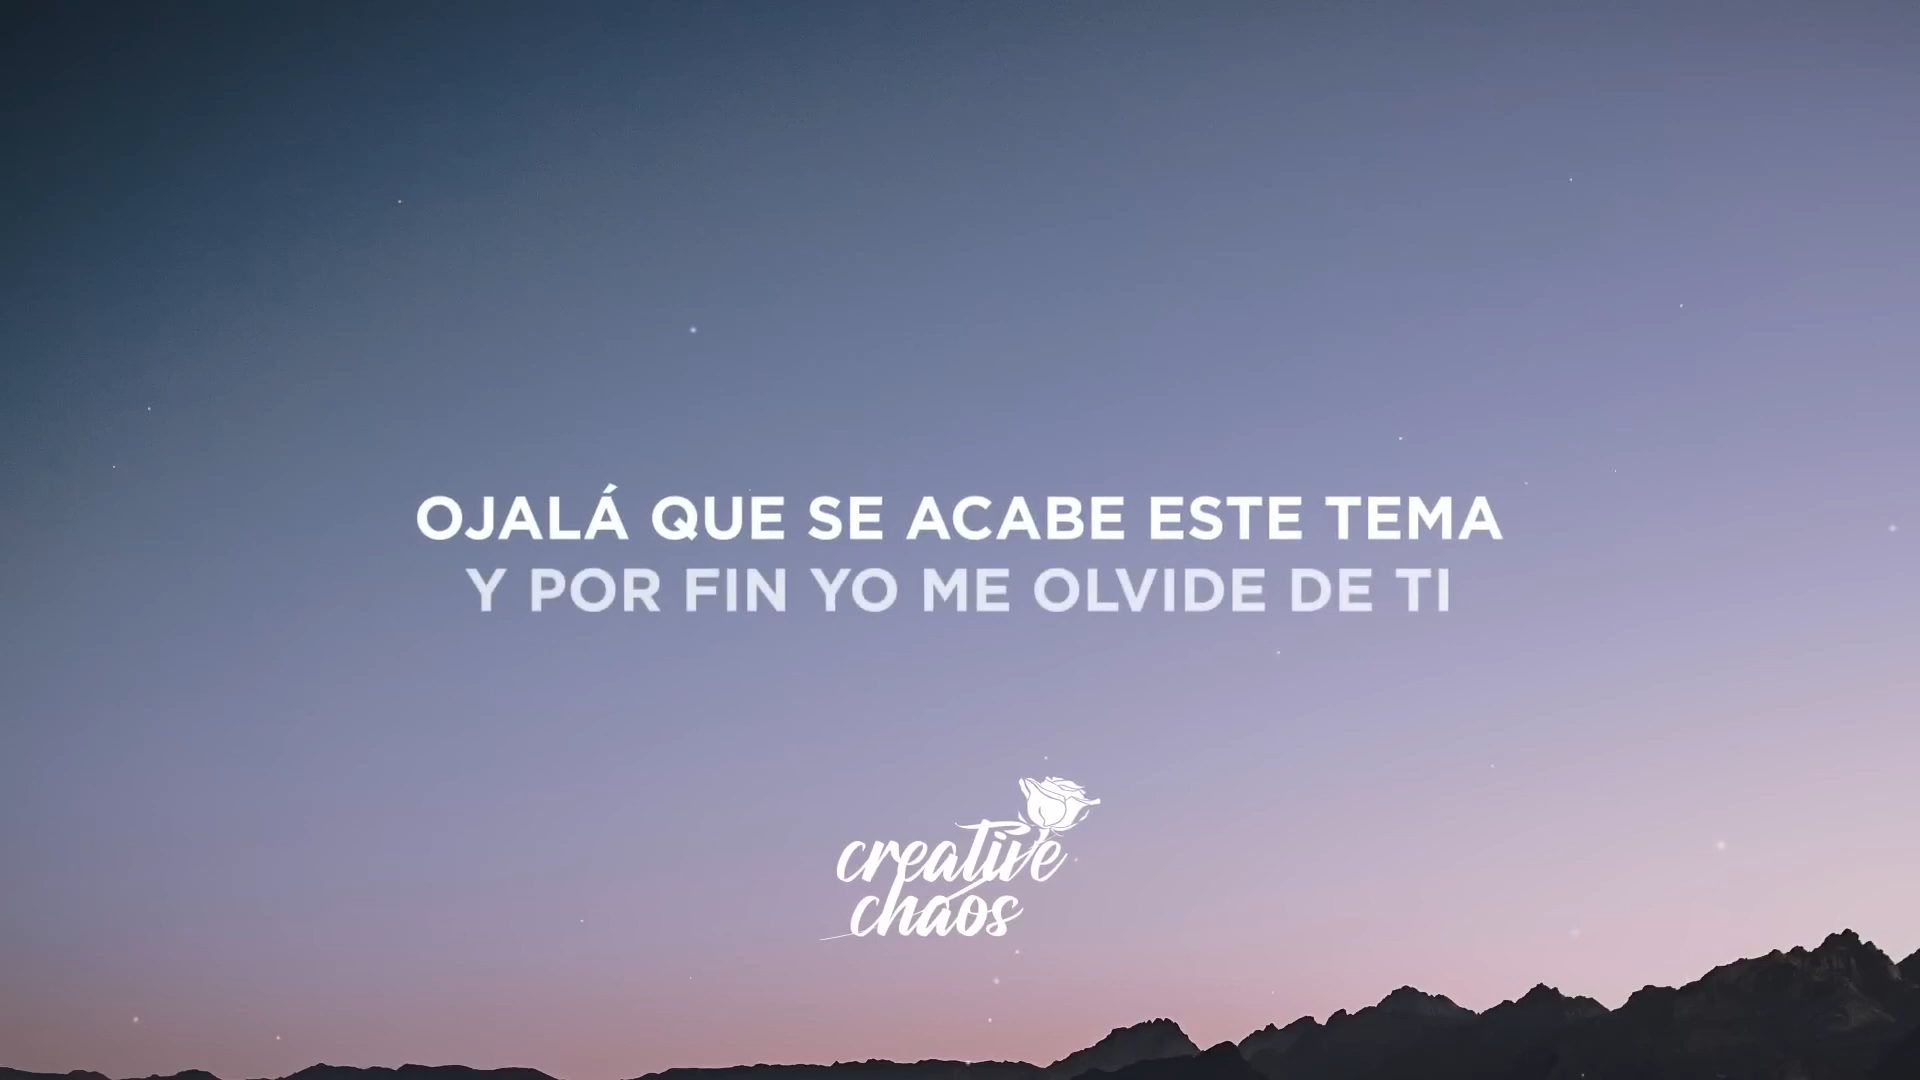 OJALÁ QUE SE ACABE ESTE TEMA
Y POR FIN YO ME OLVIDE DE TI
creative
chaos